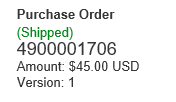 Purchase Order
(Shipped)
4900001706
Amount: $45.00 USD
Version: 1